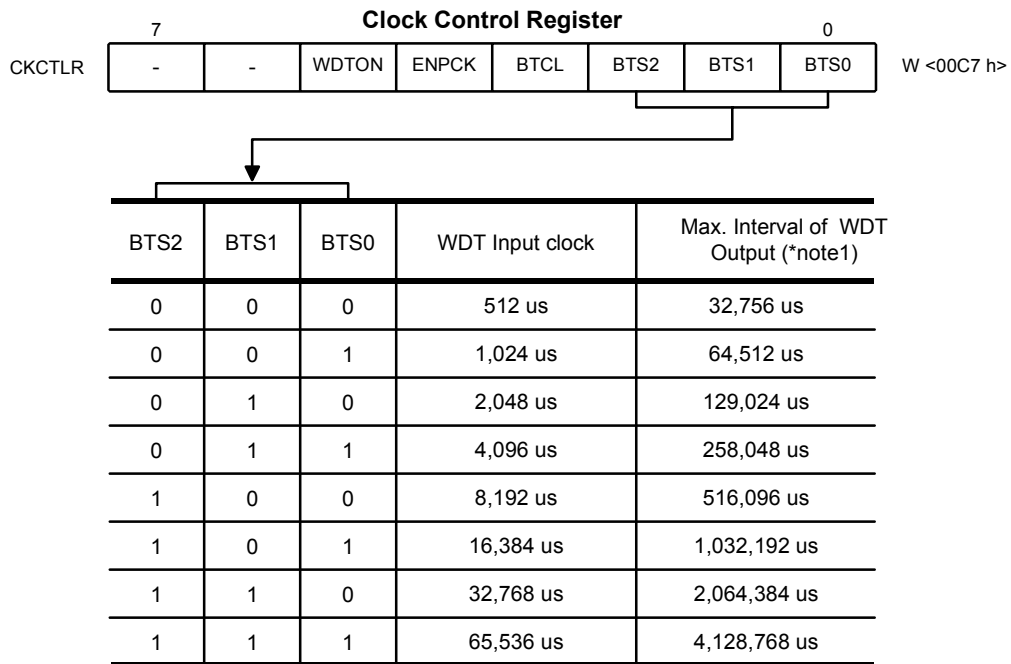 Clock Control Register
7 0
CKCTLR - - WDTON ENPCK BTCL BTS2 BTS1 BTS0 W <00C7 h>
BTS2 BTS1 BTS0 WDT Input clock Max. Interval of WDT
Output (*note1)
0 0 0 512 us 32,756 us
0 0 1 1,024 us 64,512 us
0 1 0 2,048 us 129,024 us
0 1 1 4,096 us 258,048 us
1 0 0 8,192 us 516,096 us
1 0 1 16,384 us 1,032,192 us
1 1 0 32,768 us 2,064,384 us
1 1 1 65,536 us 4,128,768 us